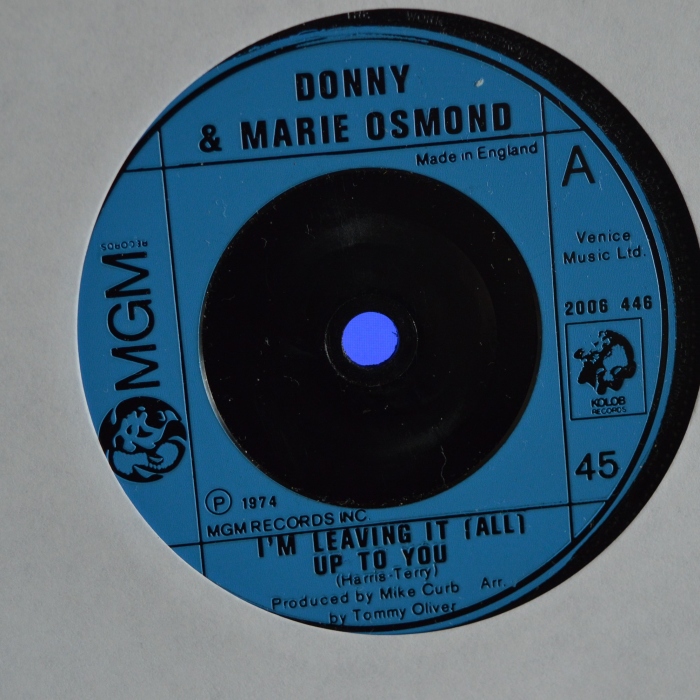 DONNY
& MARIE OSMOND
Made in England
A
Venice
Music Ltd.
2006 446
KOLOB
RECORDS
45
MGM
℗ 1974
MGM RECORDS INC
I'M LEAVING IT (ALL)
UP TO YOU
(Harris-Terry)
Produced by Mike Curb Arr.
by Tommy Oliver